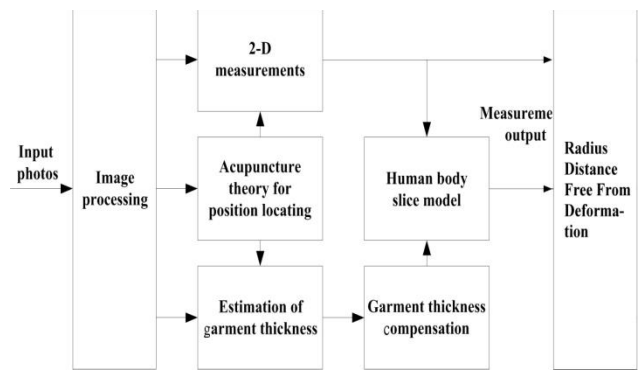 2-D
measurements
Measureme
output
Input
photos
Image
processing
Acupuncture
theory for
position locating
Human body
slice model
Radius
Distance
Free From
Deforma-
tion
Estimation of
garment thickness
Garment thickness
compensation